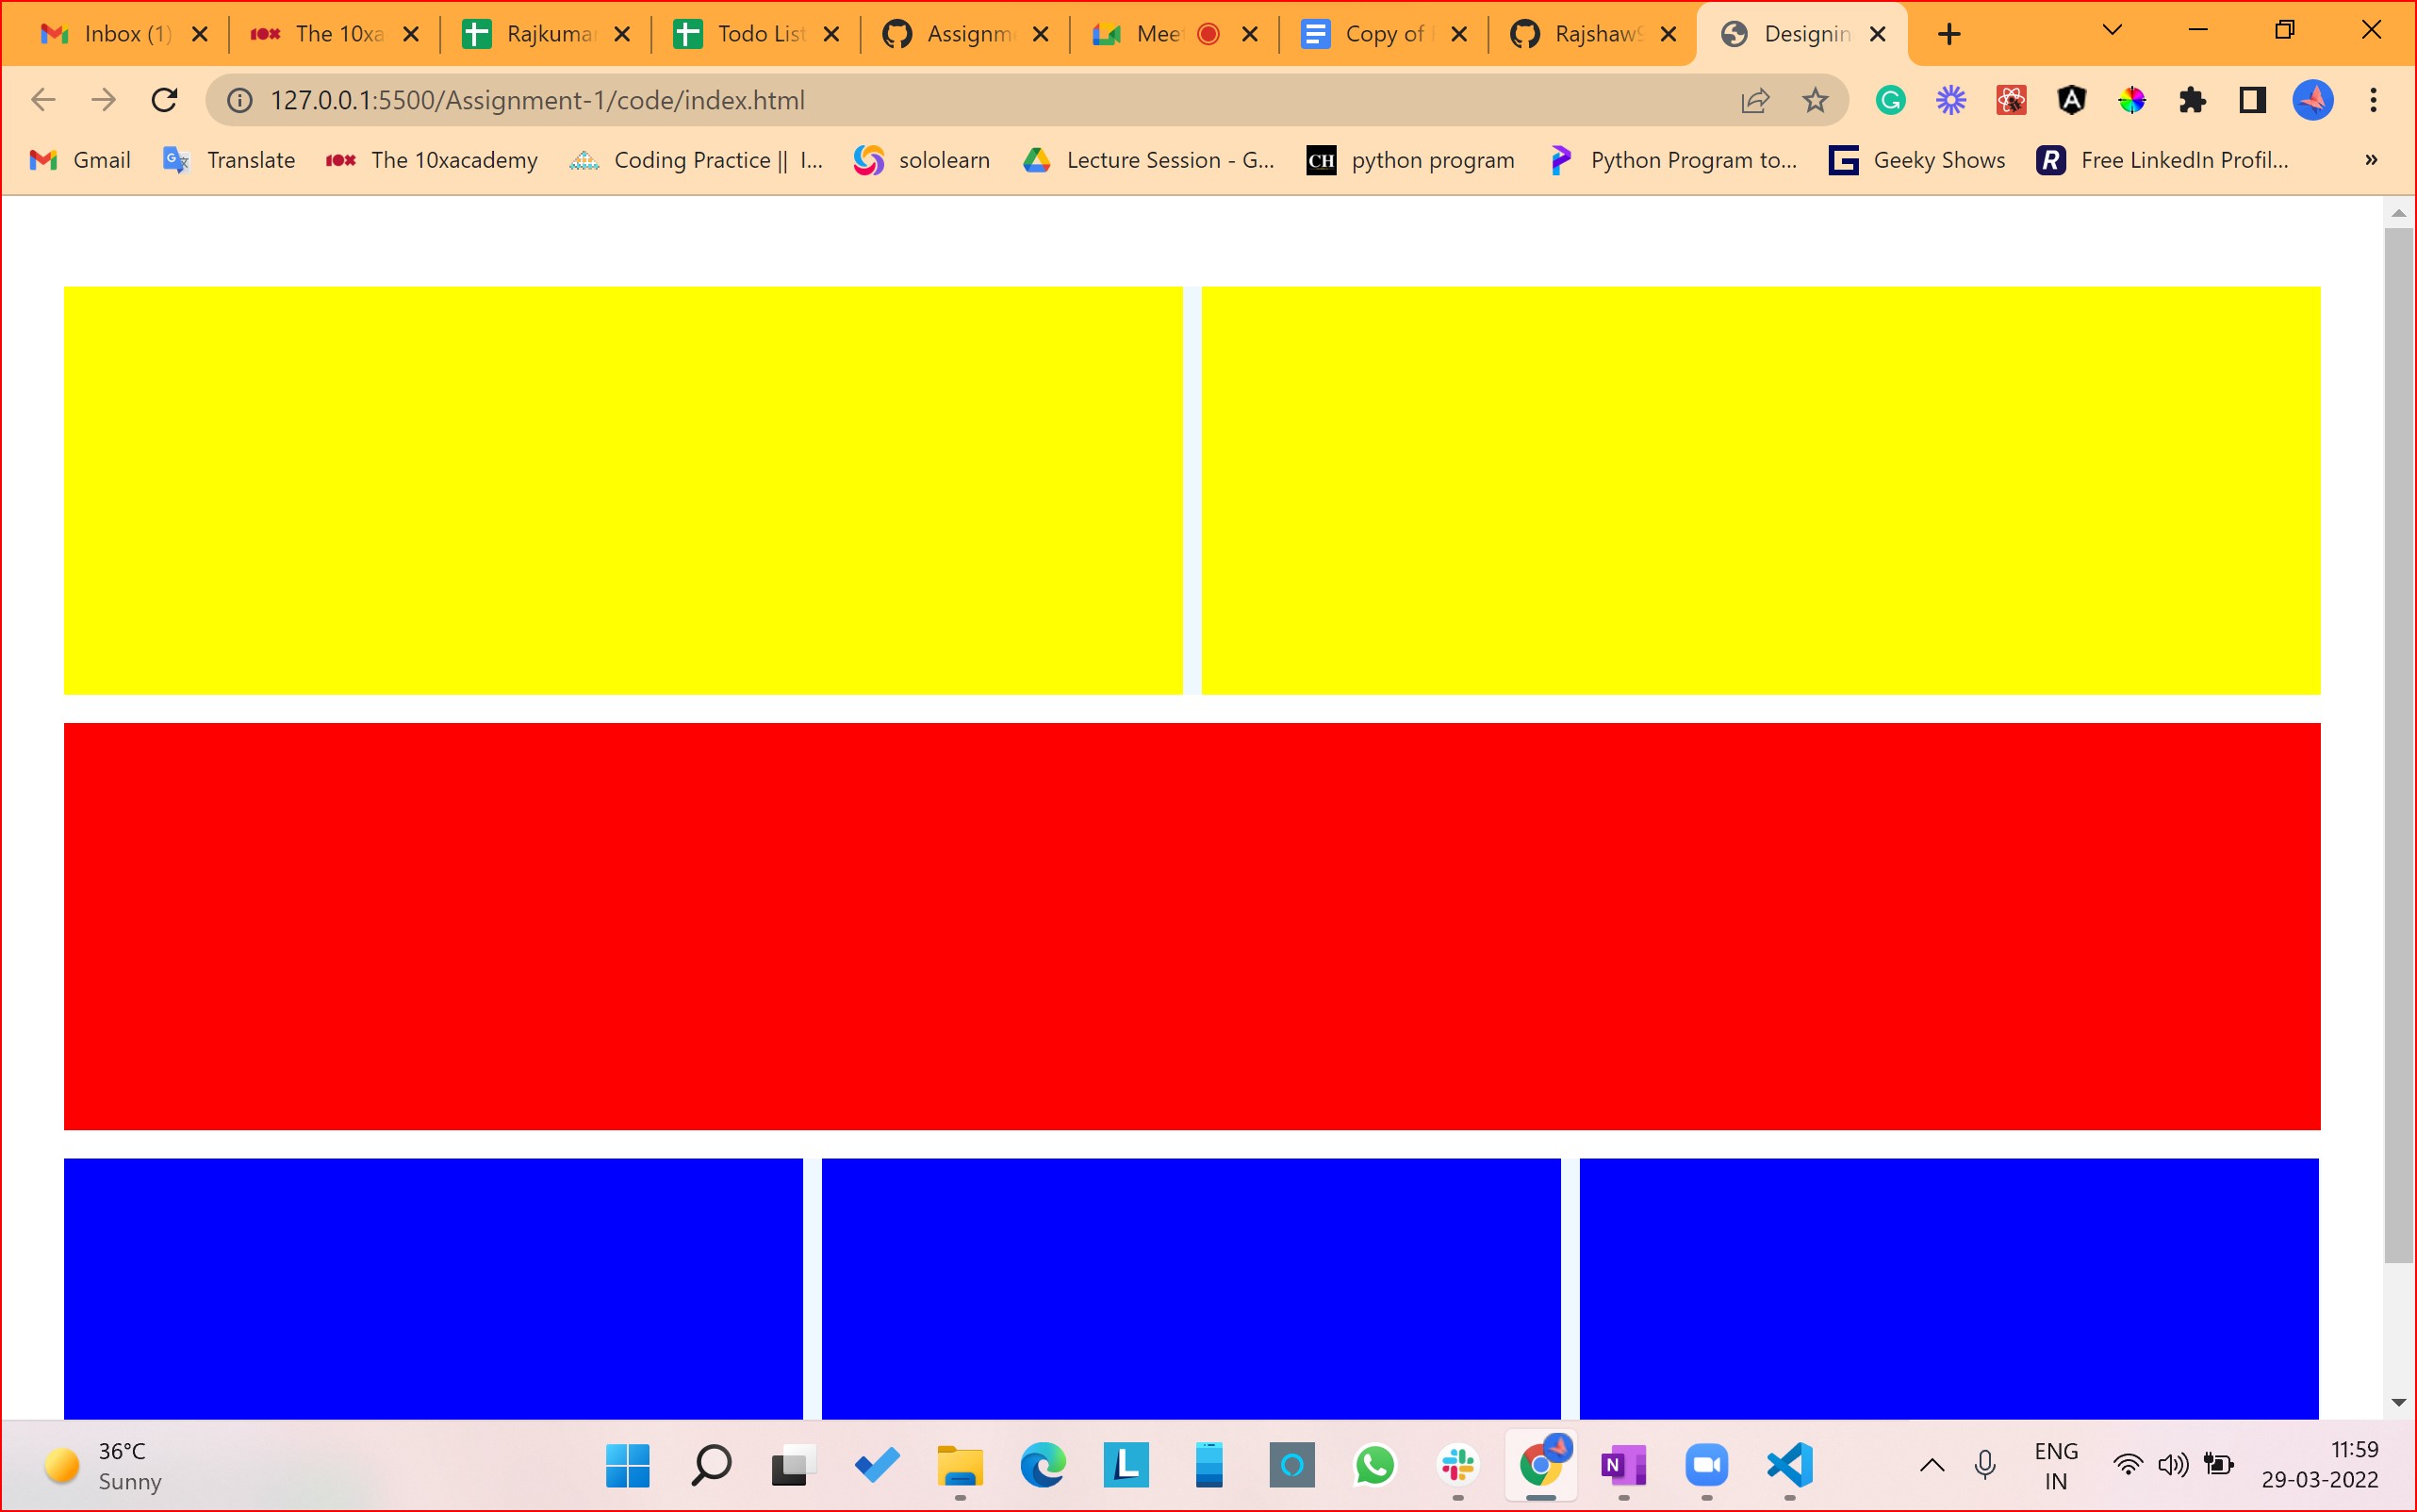 Inbox (1) The 10xa Rajkuma Todo List Assignm Mee Copy of Rajshaw Designin
127.0.0.1:5500/Assignment-1/code/index.html
Gmail Translate The 10xacademy Coding Practice || I... sololearn Lecture Session - G... CH python program Python Program to... Geeky Shows R Free LinkedIn Profil... »
36°C
Sunny
L
N
ENG
IN
11:59
29-03-2022